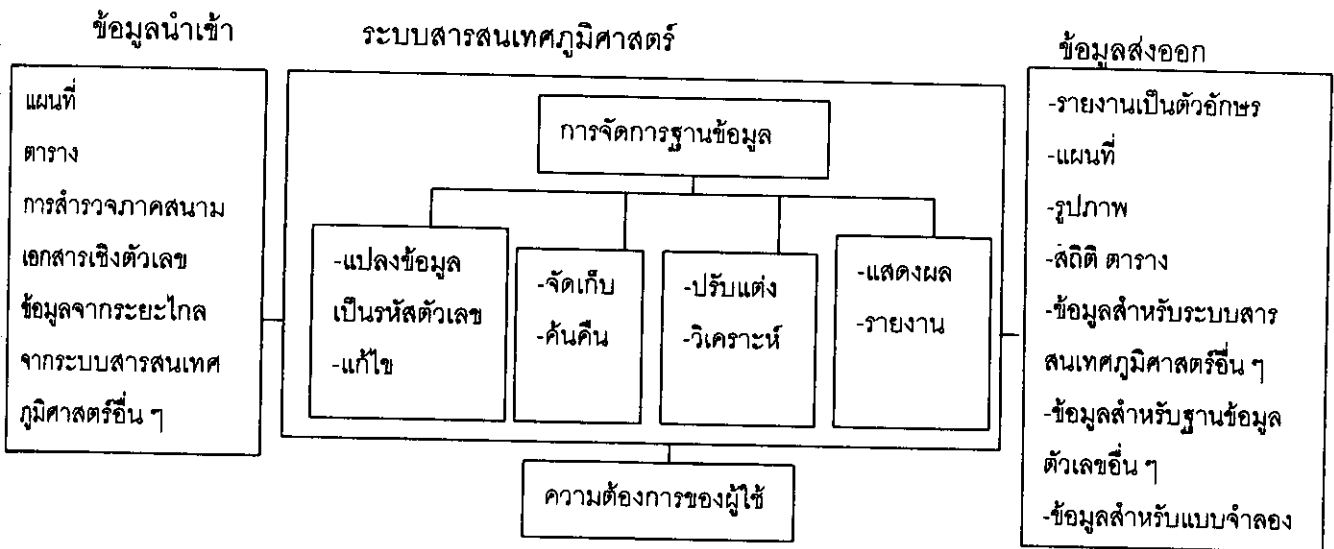 ข้อมูลนำเข้า
ระบบสารสนเทศภูมิศาสตร์
ข้อมูลส่งออก
แผนที่
ตาราง
การสำรวจภาคสนาม
เอกสารเชิงตัวเลข
ข้อมูลจากระยะไกล
จากระบบสารสนเทศ
ภูมิศาสตร์อื่น ๆ
การจัดการฐานข้อมูล
-แปลงข้อมูล
เป็นรหัสตัวเลข
-แก้ไข
-จัดเก็บ
-ค้นคืน
-ปรับแต่ง
-วิเคราะห์
-แสดงผล
-รายงาน
ความต้องการของผู้ใช้
-รายงานเป็นตัวอักษร
-แผนที่
-รูปภาพ
-สถิติ ตาราง
-ข้อมูลสำหรับระบบสาร
สนเทศภูมิศาสตร์อื่น ๆ
-ข้อมูลสำหรับฐานข้อมูล
ตัวเลขอื่น ๆ
-ข้อมูลสำหรับแบบจำลอง